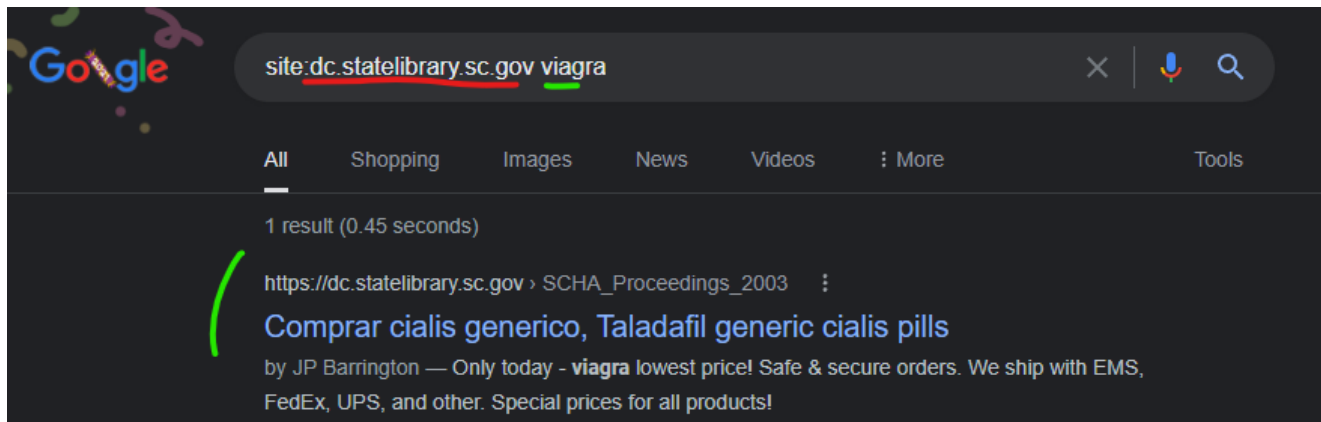 Google
site:dc.statelibrary.sc.gov viagra
All Shopping Images News Videos More Tools
1 result (0.45 seconds)
https://dc.statelibrary.sc.gov › SCHA_Proceedings_2003
Comprar cialis generico, Taladafil generic cialis pills
by JP Barrington — Only today - viagra lowest price! Safe & secure orders. We ship with EMS,
FedEx, UPS, and other. Special prices for all products!